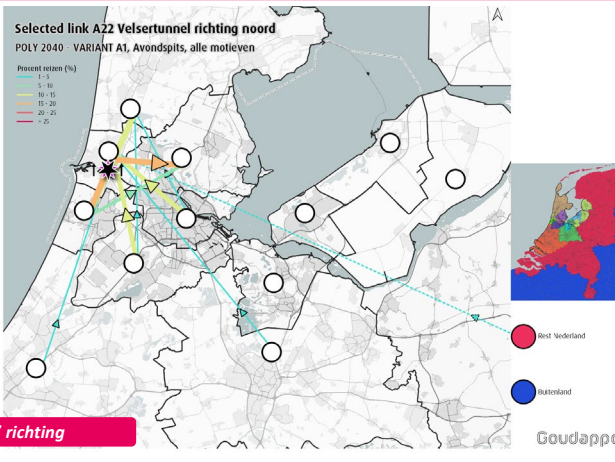 Selected link A22 Velsertunnel richting noord
POLY 2040 - VARIANT A1, Avondspits, alle motieven
Procent reizen (%)
1 - 5
5 - 10
10 - 15
15 - 20
20 - 25
> 25
Rest Nederland
Buitenland
richting
Goudappe